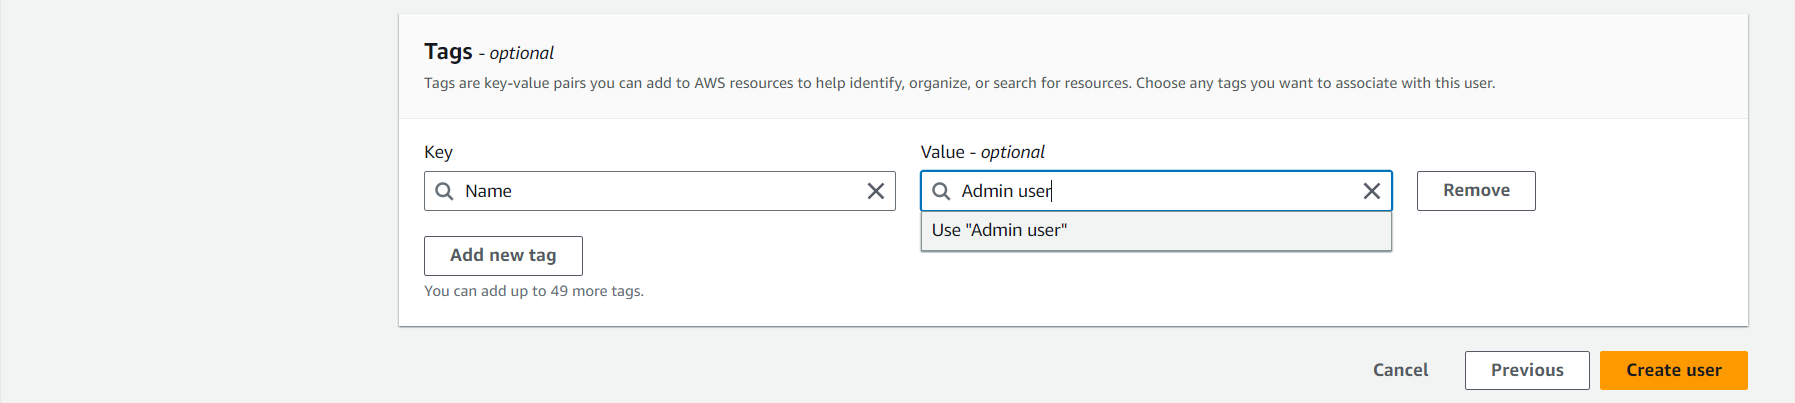 Tags - optional
Tags are key-value pairs you can add to AWS resources to help identify, organize, or search for resources. Choose any tags you want to associate with this user.
Key
Value - optional
Name
Admin user
Remove
Use "Admin user"
Add new tag
You can add up to 49 more tags.
Cancel
Previous
Create user